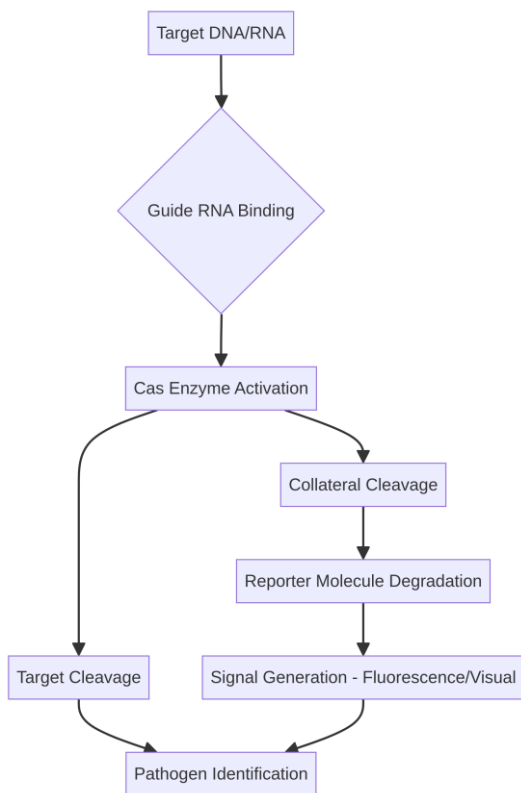 Target DNA/RNA
Guide RNA Binding
Cas Enzyme Activation
Collateral Cleavage
Reporter Molecule Degradation
Target Cleavage
Signal Generation - Fluorescence/Visual
Pathogen Identification